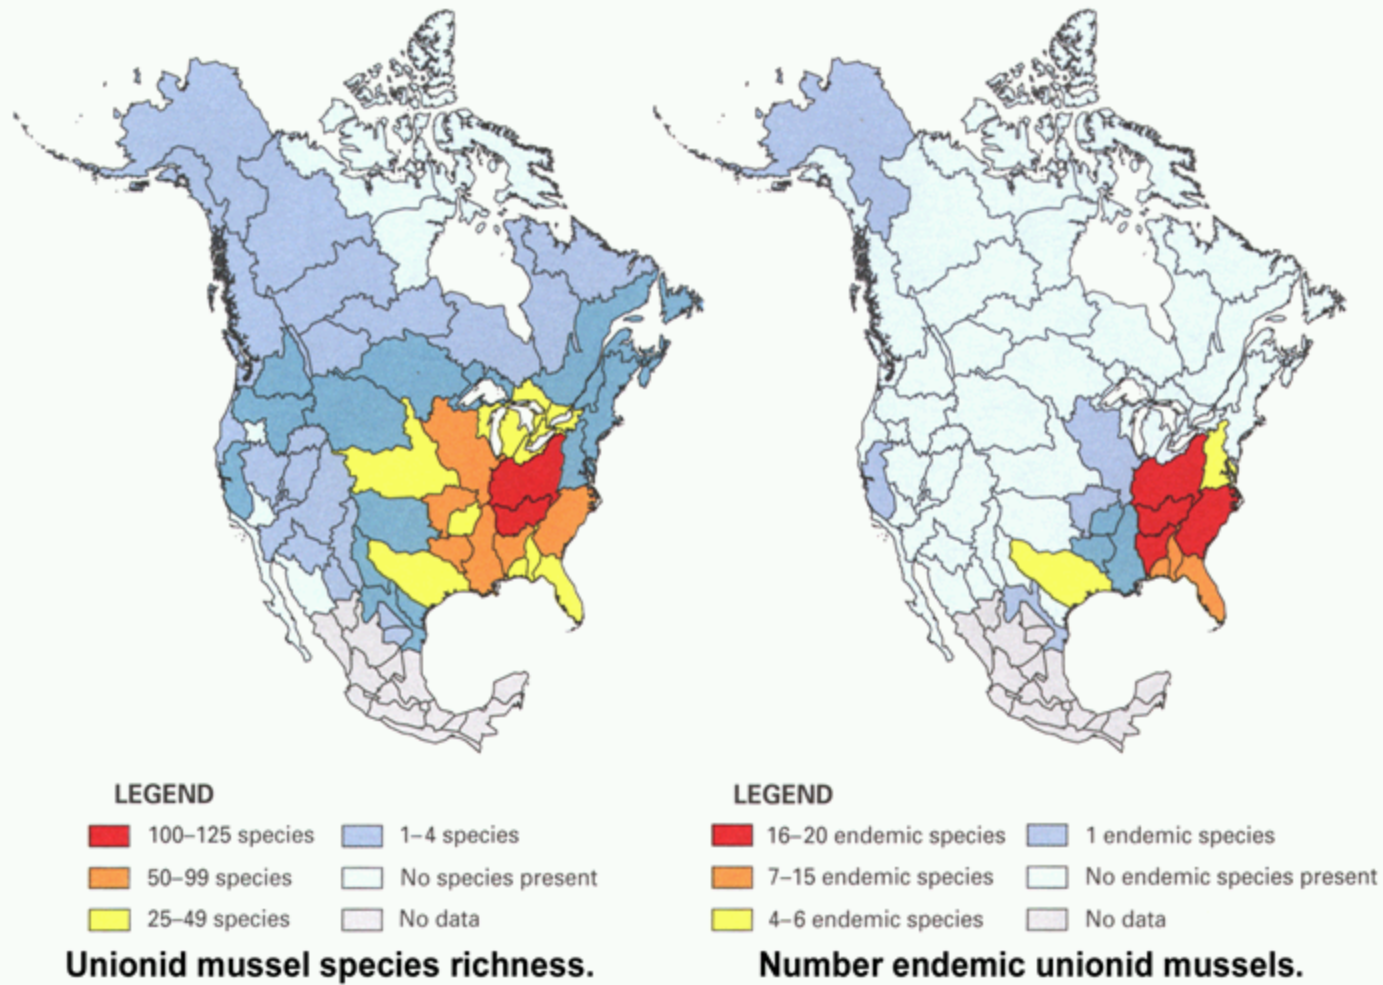 LEGEND
100–125 species
1–4 species
50–99 species
No species present
25–49 species
No data
Unionid mussel species richness.
LEGEND
16–20 endemic species
1 endemic species
7–15 endemic species
No endemic species present
4–6 endemic species
No data
Number endemic unionid mussels.